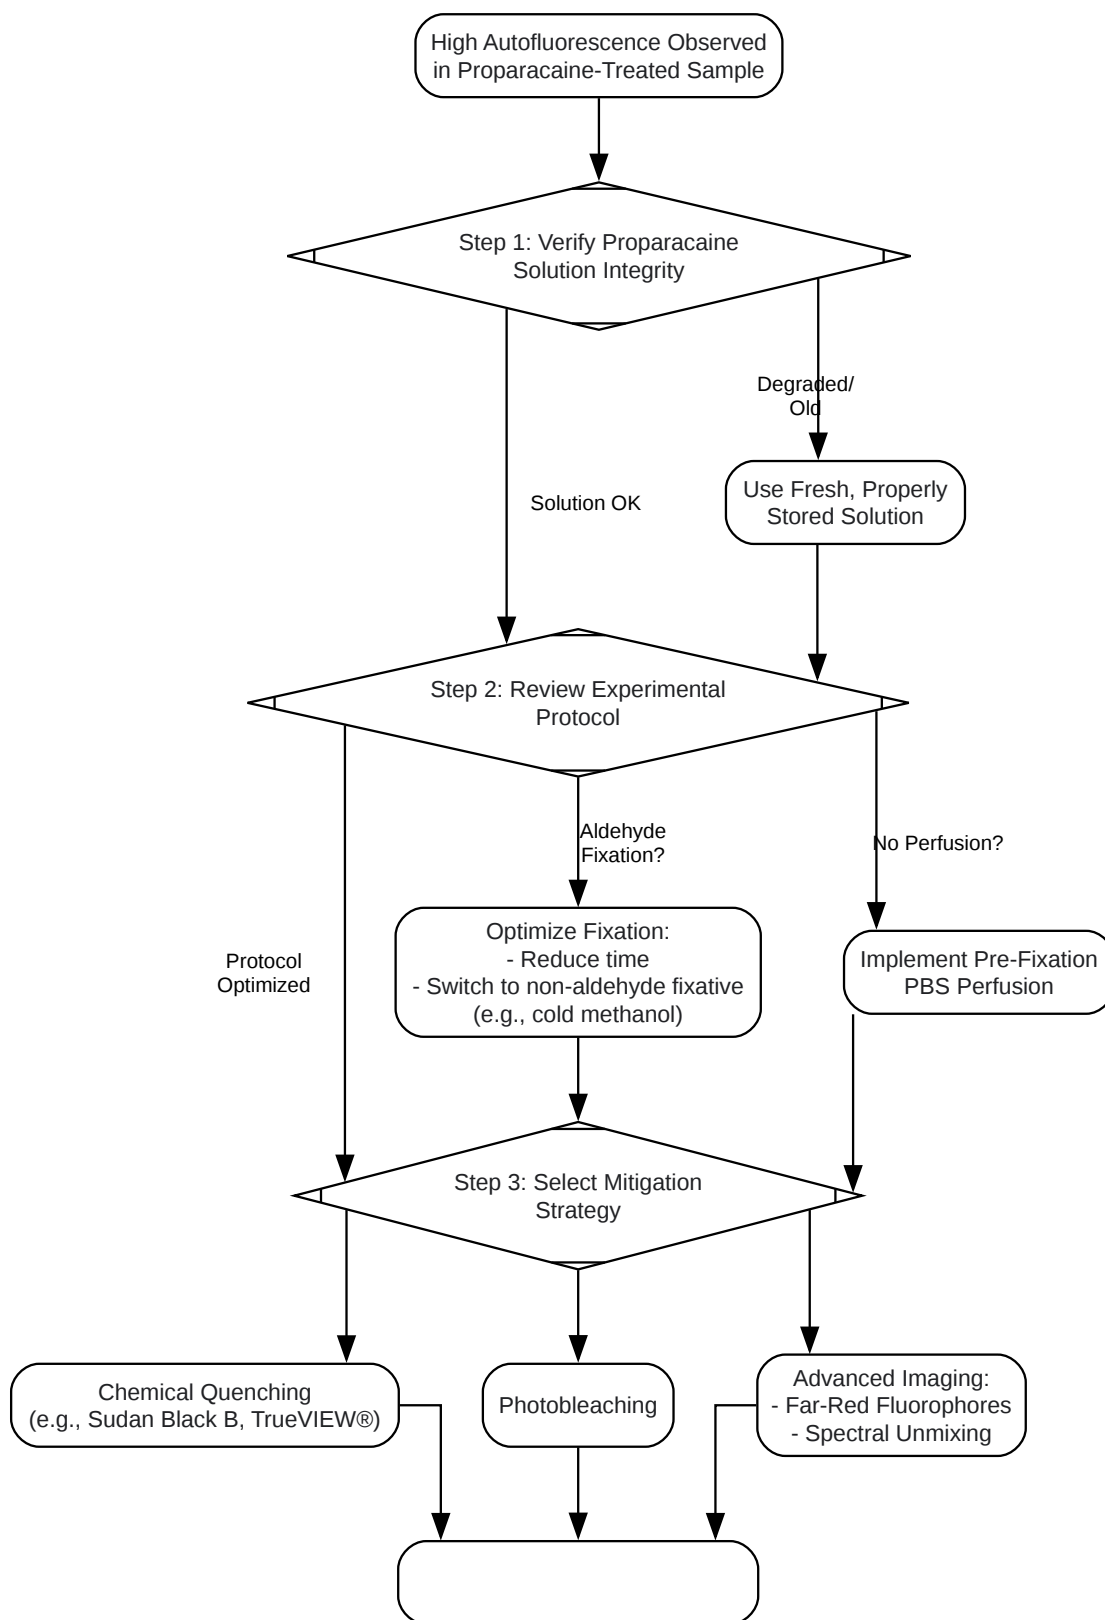 High Autofluorescence Observed
in Proparacaine-Treated Sample
Step 1: Verify Proparacaine
Solution Integrity
Degraded/
Old
Solution OK
Use Fresh, Properly
Stored Solution
Step 2: Review Experimental
Protocol
Aldehyde
Fixation?
No Perfusion?
Protocol
Optimized
Optimize Fixation:
- Reduce time
- Switch to non-aldehyde fixative
(e.g., cold methanol)
Implement Pre-Fixation
PBS Perfusion
Step 3: Select Mitigation
Strategy
Chemical Quenching
(e.g., Sudan Black B, TrueVIEW®)
Photobleaching
Advanced Imaging:
- Far-Red Fluorophores
- Spectral Unmixing